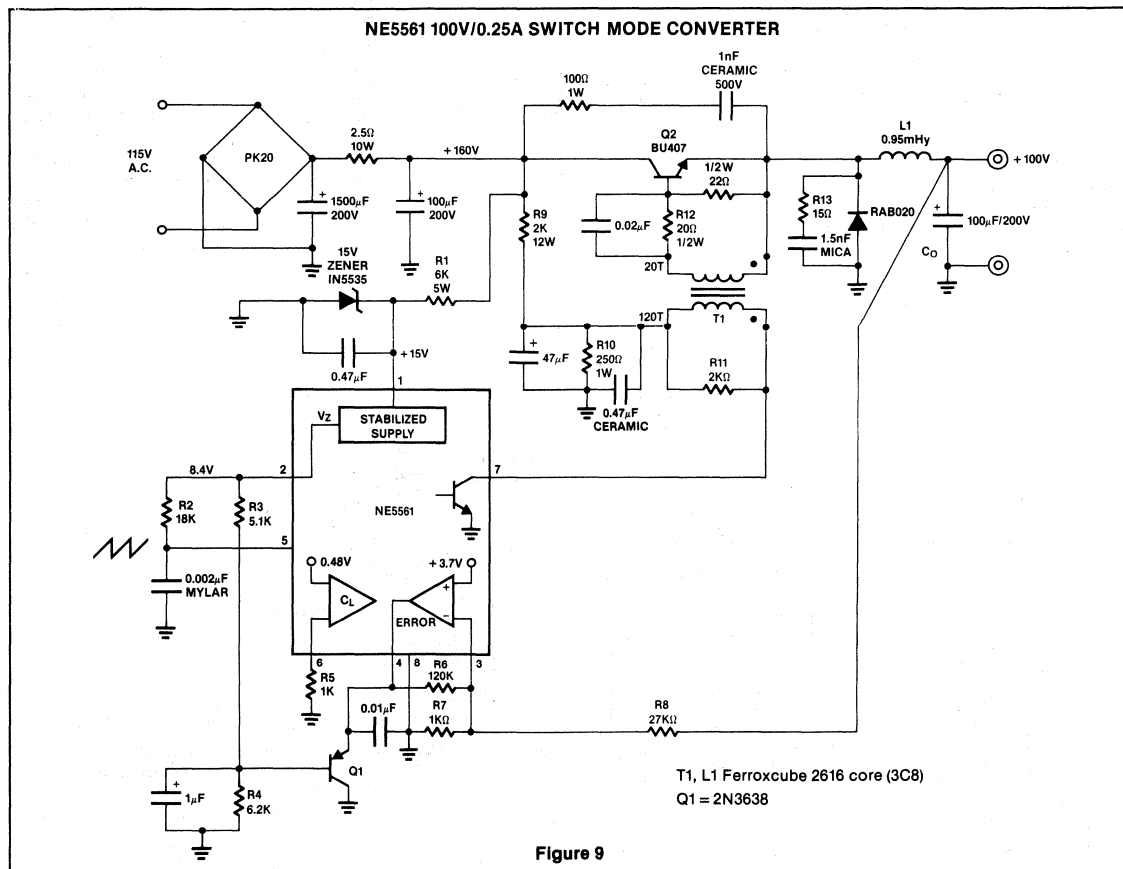 NE5561 100V/0.25A SWITCH MODE CONVERTER
1nF
CERAMIC
500V
100Ω
1W
115V
A.C.
PK20
2.5Ω
10W
+160V
Q2
BU407
L1
0.95mHy
+100V
1500µF
200V
+
100µF
200V
+
R9
2K
12W
0.02µF
R12
20Ω
1/2W
1/2W
22Ω
R13
15Ω
1.5nF
MICA
RAB020
+
100µF/200V
CO
15V
ZENER
IN5535
R1
6K
5W
20T
120T
T1
0.47µF
+15V
+
47µF
R10
250Ω
1W
0.47µF
CERAMIC
R11
2KΩ
1
VZ
STABILIZED
SUPPLY
8.4V
2
7
R2
18K
R3
5.1K
NE5561
5
0.002µF
MYLAR
0.48V
+3.7V
CL
+
−
ERROR
6
4
8
3
R5
1K
R6
120K
0.01µF
R7
1KΩ
R8
27KΩ
Q1
+
1µF
R4
6.2K
T1, L1 Ferroxcube 2616 core (3C8)
Q1 = 2N3638
Figure 9